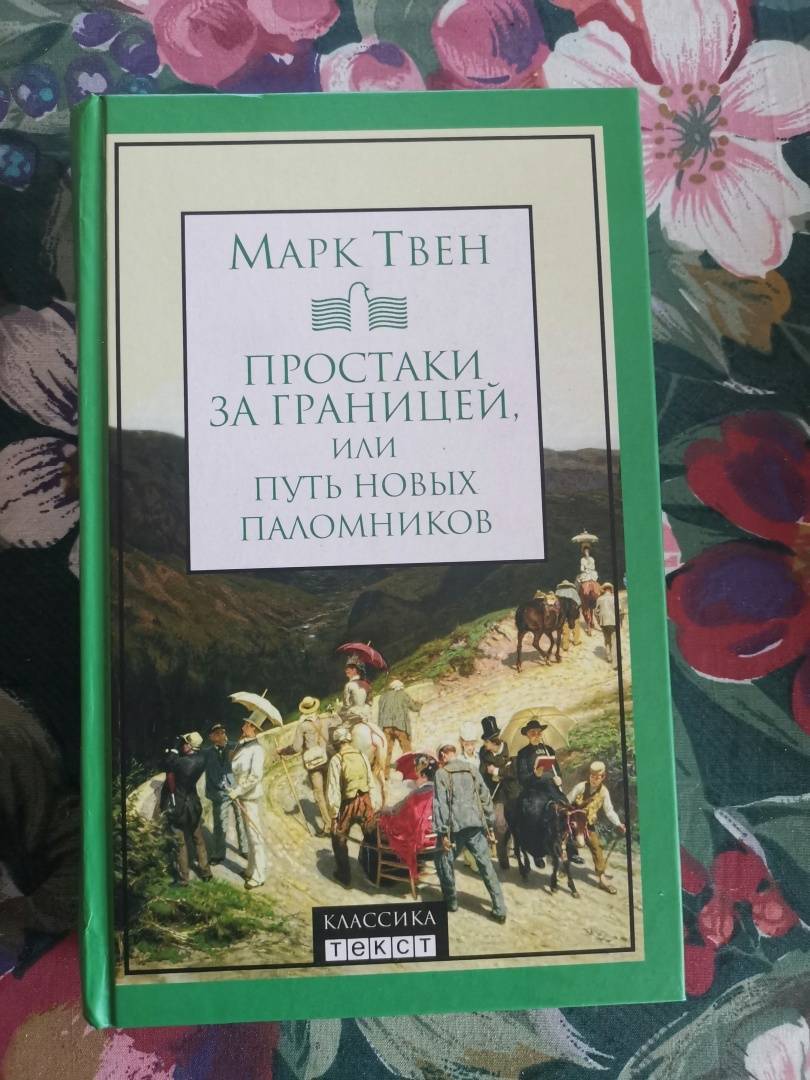 МАРК ТВЕН
ПРОСТАКИ
ЗА ГРАНИЦЕЙ,
ИЛИ
ПУТЬ НОВЫХ
ПАЛОМНИКОВ
КЛАССИКА
ТЕКСТ